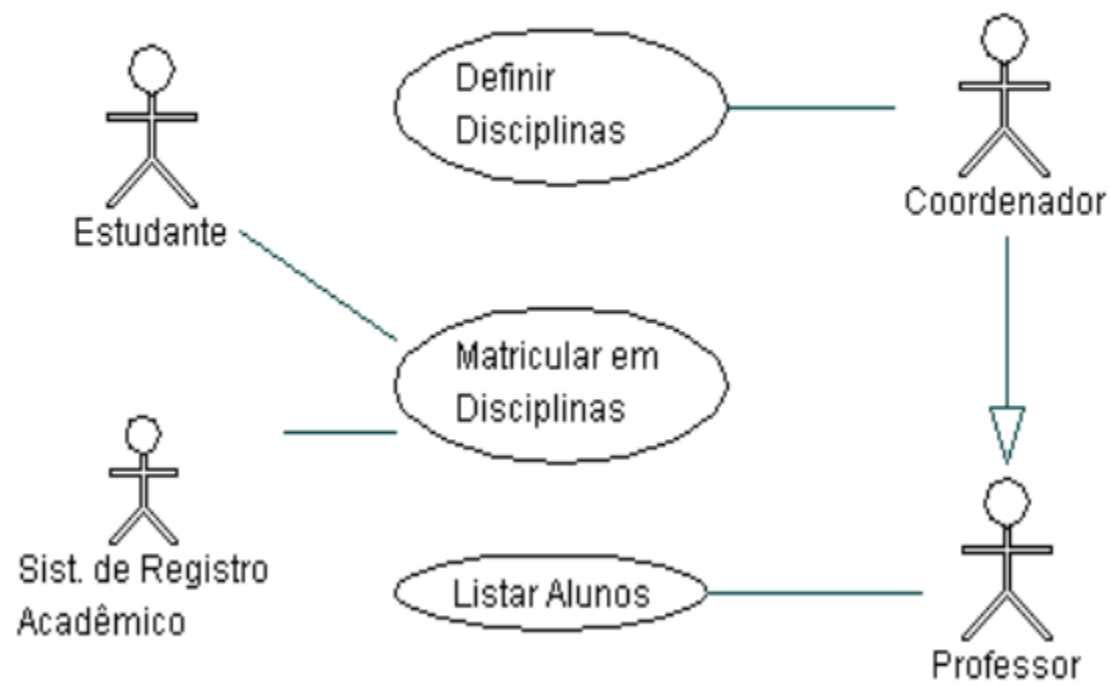 Definir
Disciplinas
Estudante
Coordenador
Matricular em
Disciplinas
Sist. de Registro
Acadêmico
Listar Alunos
Professor